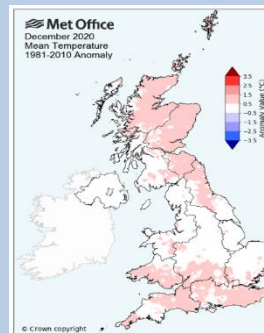 Met Office
December 2020
Mean Temperature
1981-2010 Anomaly
3.5
2.5
1.5
0.5
−0.5
−1.5
−2.5
−3.5
Anomaly Value (°C)
© Crown copyright